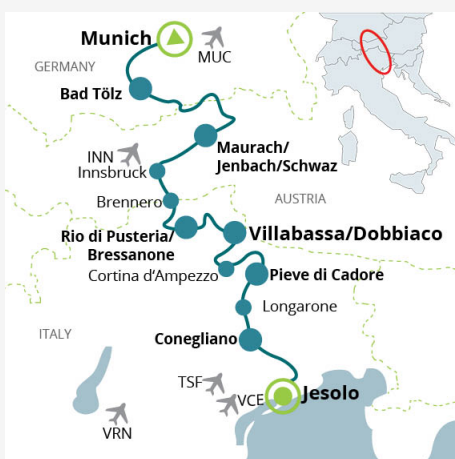 Munich
MUC
GERMANY
Bad Tölz
Maurach/
Jenbach/Schwaz
INN
Innsbruck
AUSTRIA
Brennero
Rio di Pusteria/
Bressanone
Villabassa/Dobbiaco
Cortina d'Ampezzo
Pieve di Cadore
Longarone
ITALY
Conegliano
TSF
VCE
Jesolo
VRN